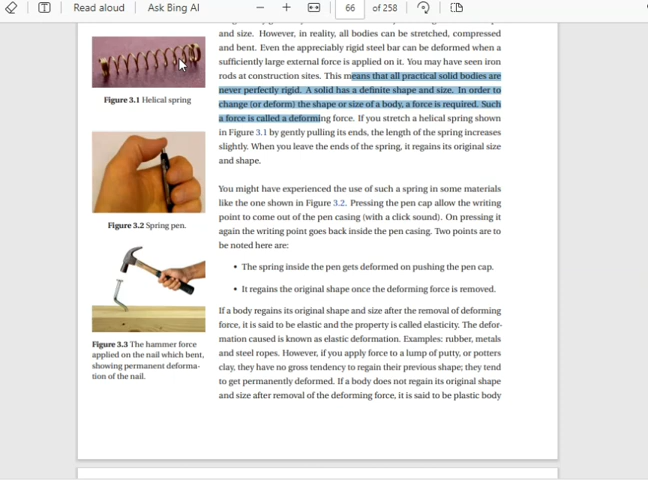 Read aloud
Ask Bing AI
66
of 258
and size. However, in reality, all bodies can be stretched, compressed
and bent. Even the appreciably rigid steel bar can be deformed when a
sufficiently large external force is applied on it. You may have seen iron
rods at construction sites. This means that all practical solid bodies are
never perfectly rigid. A solid has a definite shape and size. In order to
change (or deform) the shape or size of a body, a force is required. Such
a force is called a deforming force. If you stretch a helical spring shown
in Figure 3.1 by gently pulling its ends, the length of the spring increases
slightly. When you leave the ends of the spring, it regains its original size
and shape.
Figure 3.1 Helical spring
You might have experienced the use of such a spring in some materials
like the one shown in Figure 3.2. Pressing the pen cap allow the writing
point to come out of the pen casing (with a click sound). On pressing it
again the writing point goes back inside the pen casing. Two points are to
be noted here are:
Figure 3.2 Spring pen.
• The spring inside the pen gets deformed on pushing the pen cap.
• It regains the original shape once the deforming force is removed.
If a body regains its original shape and size after the removal of deforming
force, it is said to be elastic and the property is called elasticity. The defor-
mation caused is known as elastic deformation. Examples: rubber, metals
and steel ropes. However, if you apply force to a lump of putty, or potters
clay, they have no gross tendency to regain their previous shape; they tend
to get permanently deformed. If a body does not regain its original shape
and size after removal of the deforming force, it is said to be plastic body
Figure 3.3 The hammer force
applied on the nail which bent,
showing permanent deforma-
tion of the nail.